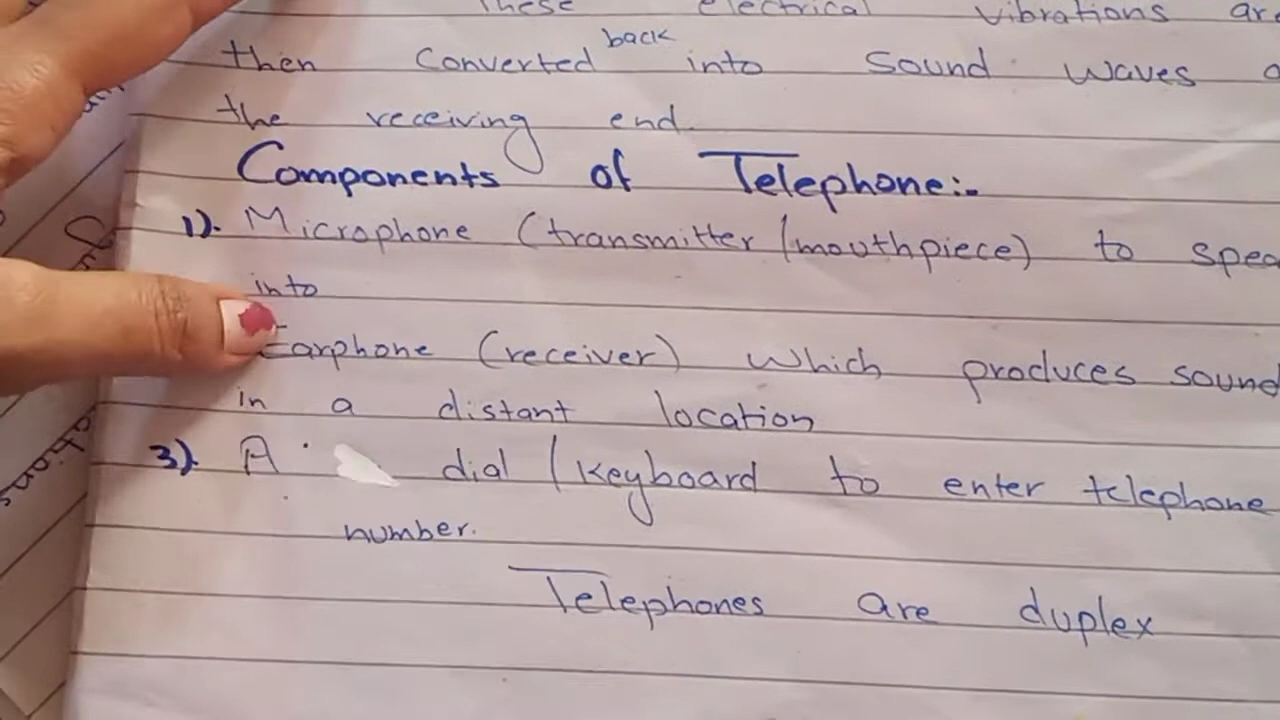 These electrical vibrations are
then Converted back into Sound waves
the receiving end.
Components of Telephone:-
1). Microphone (transmitter/mouthpiece) to spea
into
Earphone (receiver) which produces sound
in a distant location
3). A dial/keyboard to enter telephone
number.
Telephones are duplex